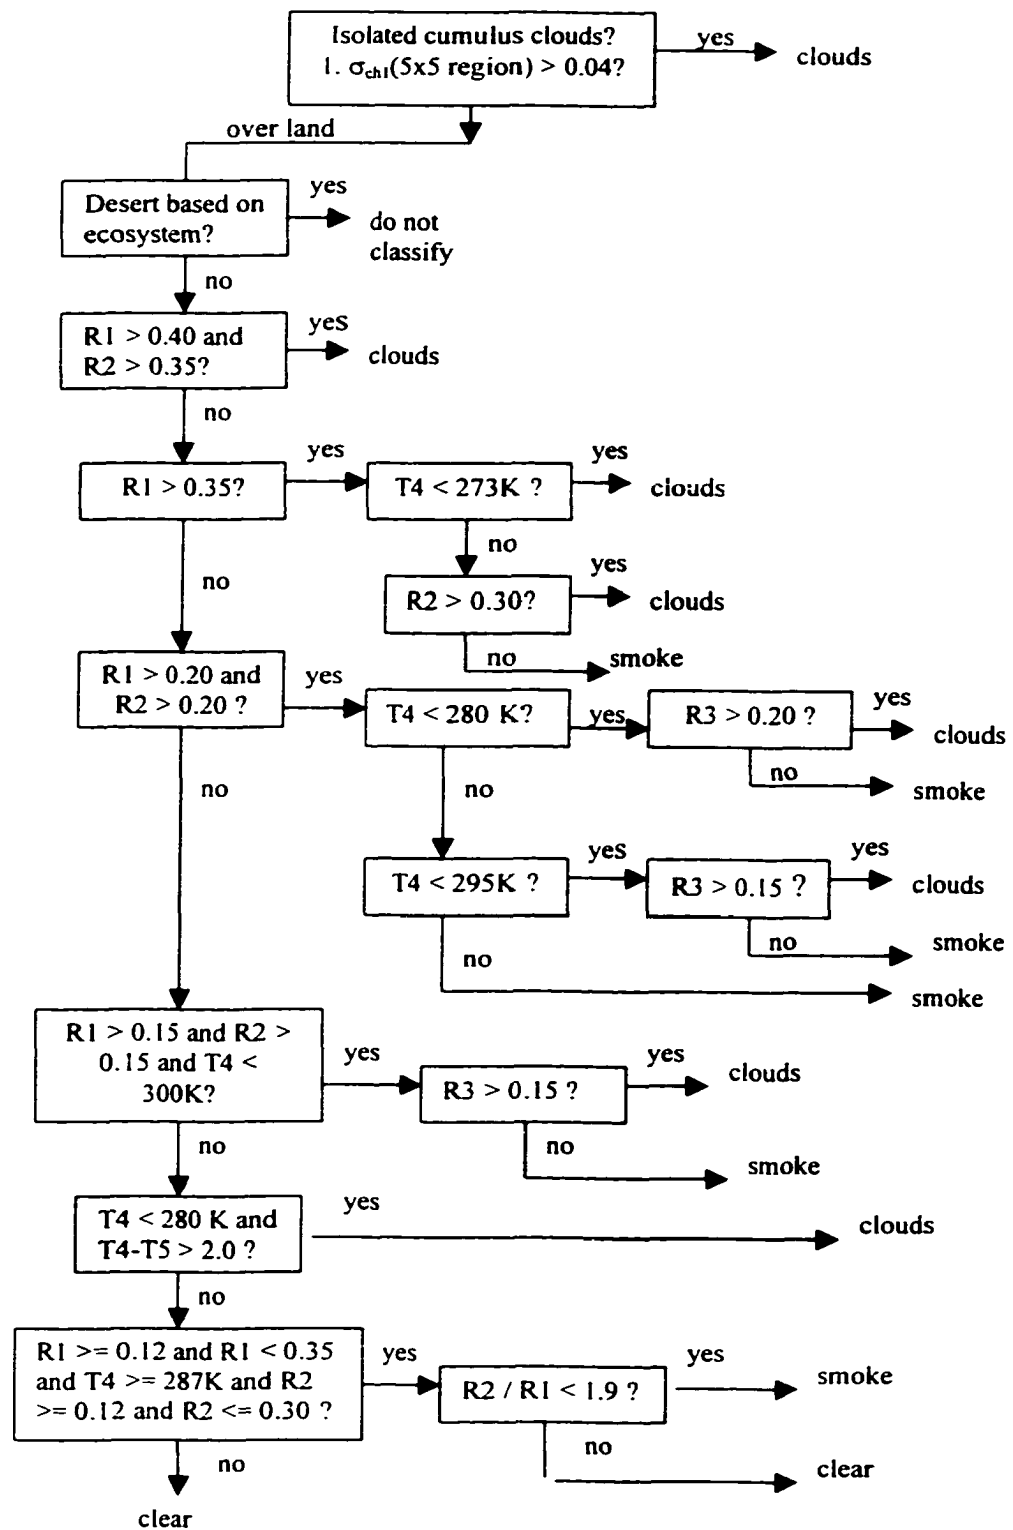 Isolated cumulus clouds?
1. σch1(5x5 region) > 0.04?
yes
clouds
over land
Desert based on
ecosystem?
yes
do not
classify
no
R1 > 0.40 and
R2 > 0.35?
yes
clouds
no
R1 > 0.35?
yes
T4 < 273K ?
yes
clouds
no
no
R2 > 0.30?
yes
clouds
no
smoke
R1 > 0.20 and
R2 > 0.20 ?
yes
T4 < 280 K?
yes
R3 > 0.20 ?
yes
clouds
no
smoke
no
no
T4 < 295K ?
yes
R3 > 0.15 ?
yes
clouds
no
smoke
no
smoke
R1 > 0.15 and R2 >
0.15 and T4 <
300K?
yes
R3 > 0.15 ?
yes
clouds
no
smoke
no
T4 < 280 K and
T4-T5 > 2.0 ?
yes
clouds
no
R1 >= 0.12 and R1 < 0.35
and T4 >= 287K and R2
>= 0.12 and R2 <= 0.30 ?
yes
R2 / R1 < 1.9 ?
yes
smoke
no
clear
no
clear